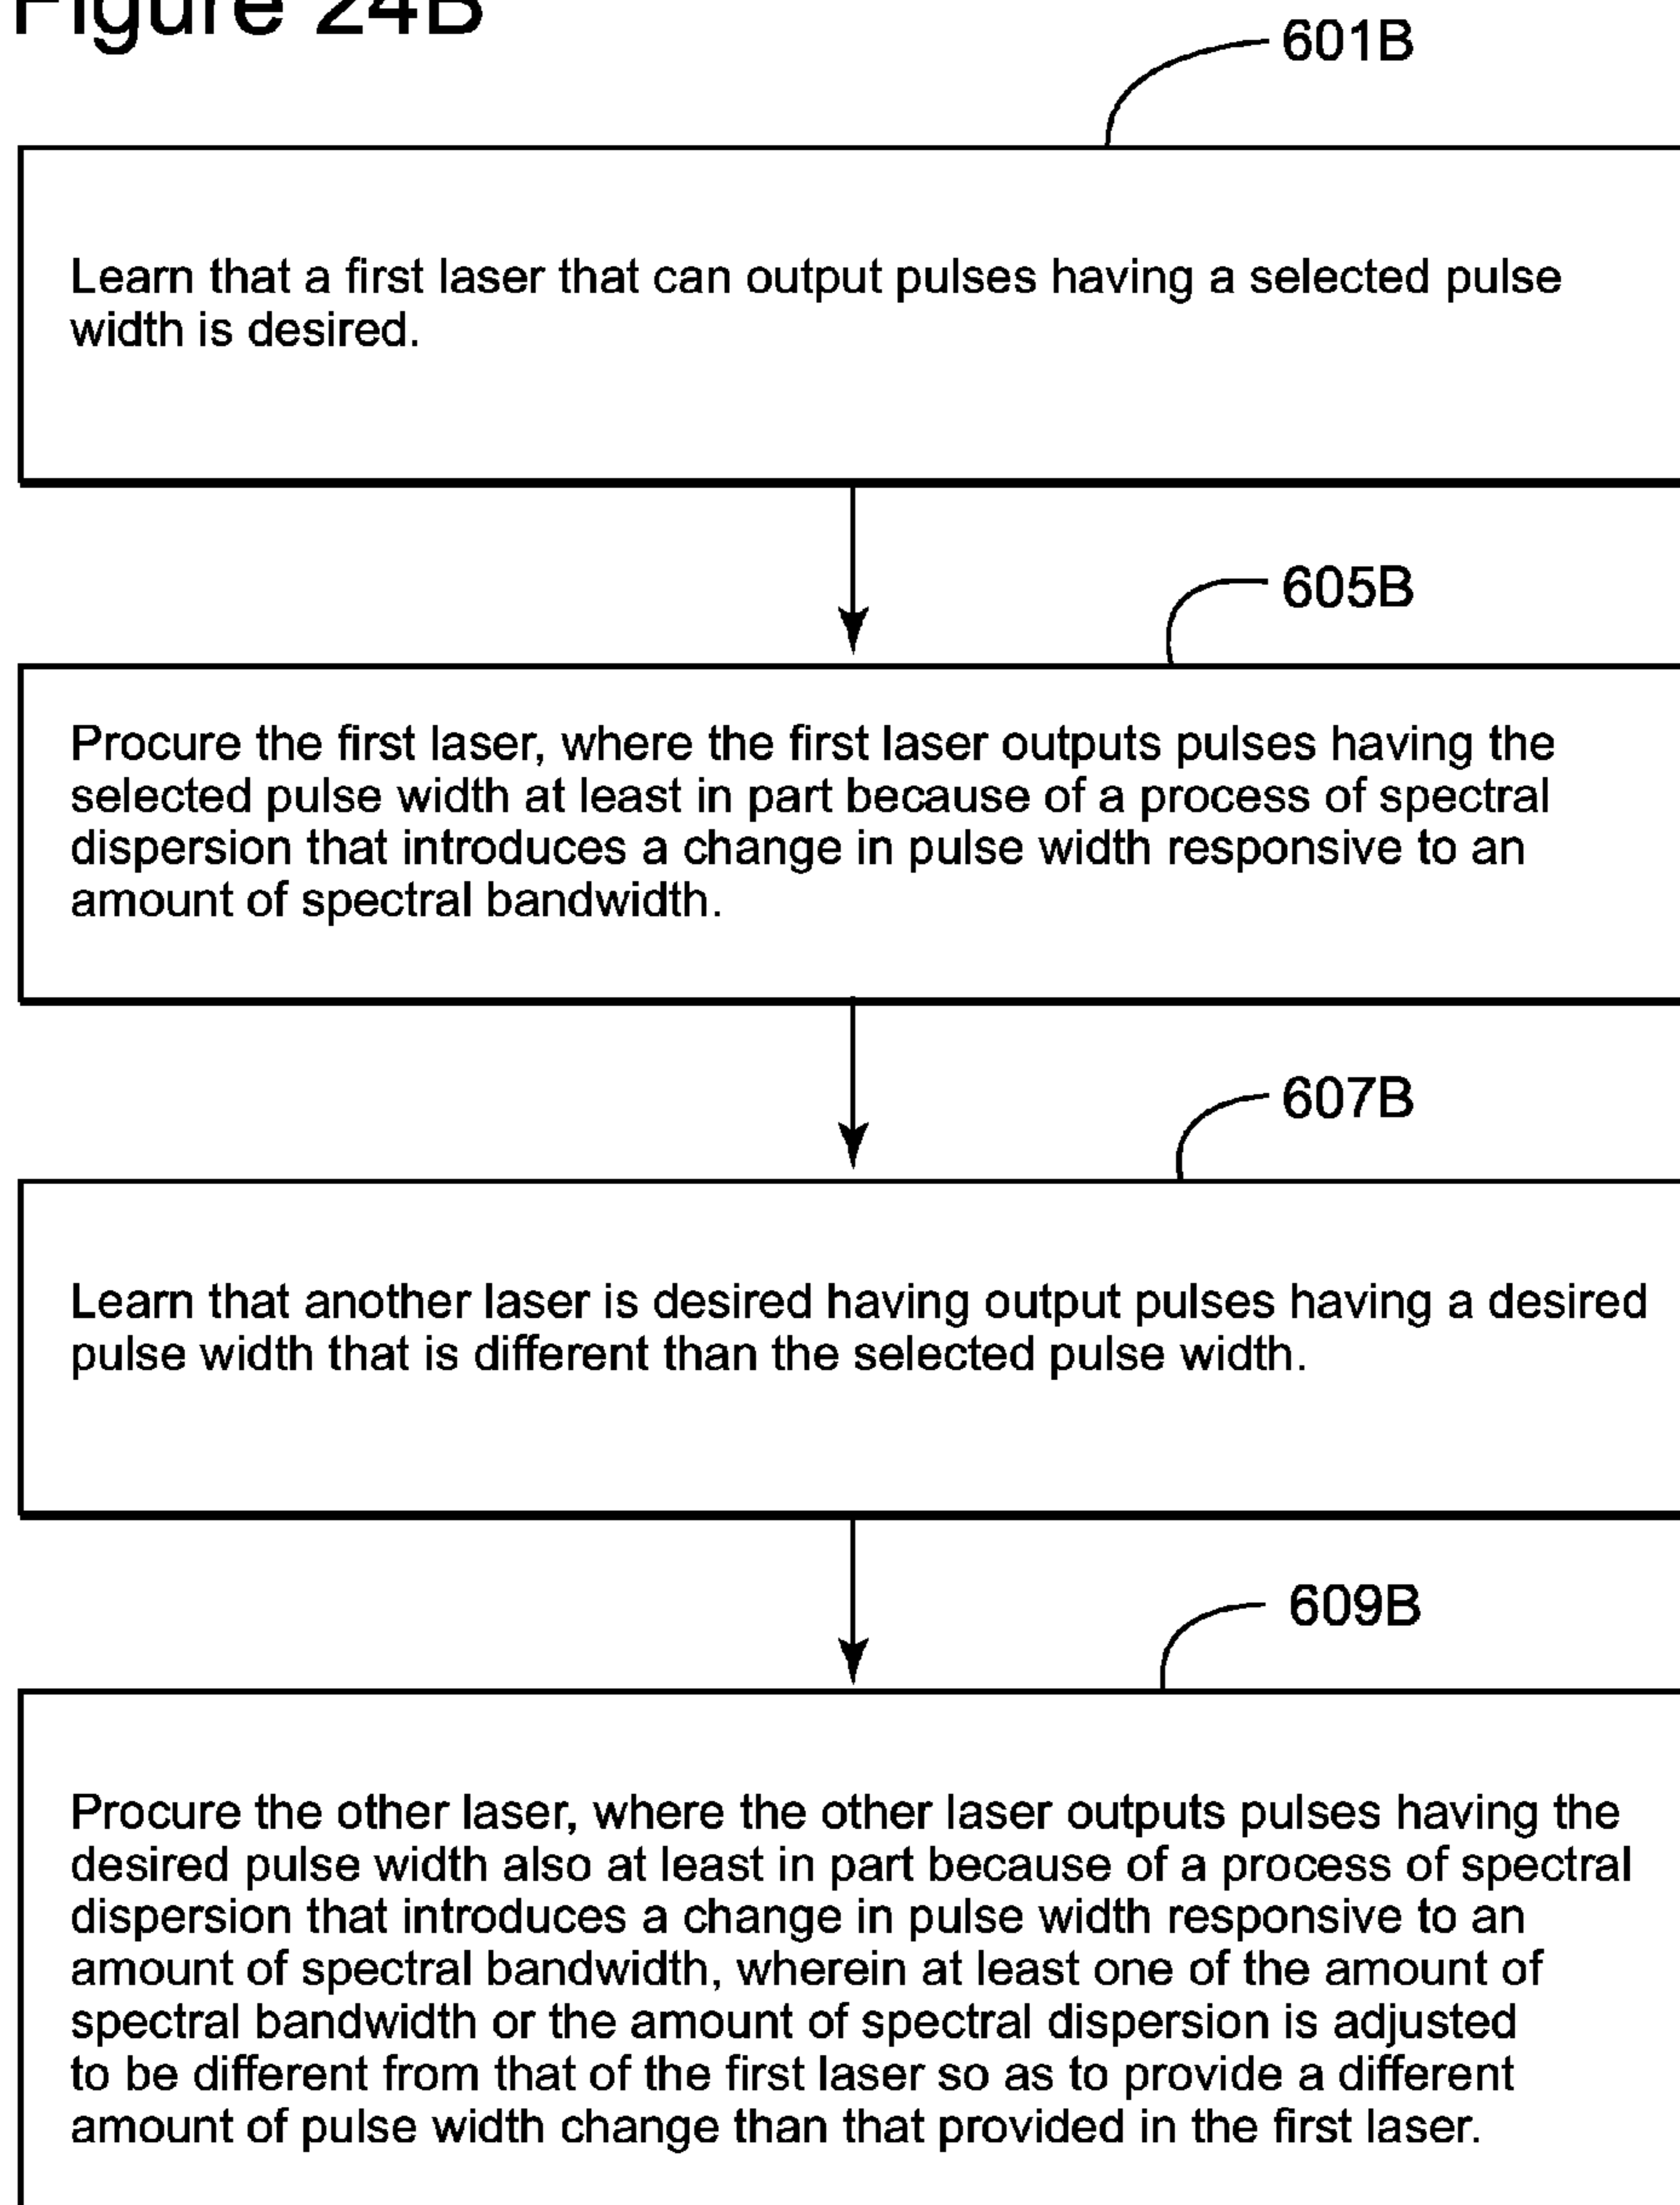 Figure 24B
601B
Learn that a first laser that can output pulses having a selected pulse
width is desired.
605B
Procure the first laser, where the first laser outputs pulses having the
selected pulse width at least in part because of a process of spectral
dispersion that introduces a change in pulse width responsive to an
amount of spectral bandwidth.
607B
Learn that another laser is desired having output pulses having a desired
pulse width that is different than the selected pulse width.
609B
Procure the other laser, where the other laser outputs pulses having the
desired pulse width also at least in part because of a process of spectral
dispersion that introduces a change in pulse width responsive to an
amount of spectral bandwidth, wherein at least one of the amount of
spectral bandwidth or the amount of spectral dispersion is adjusted
to be different from that of the first laser so as to provide a different
amount of pulse width change than that provided in the first laser.